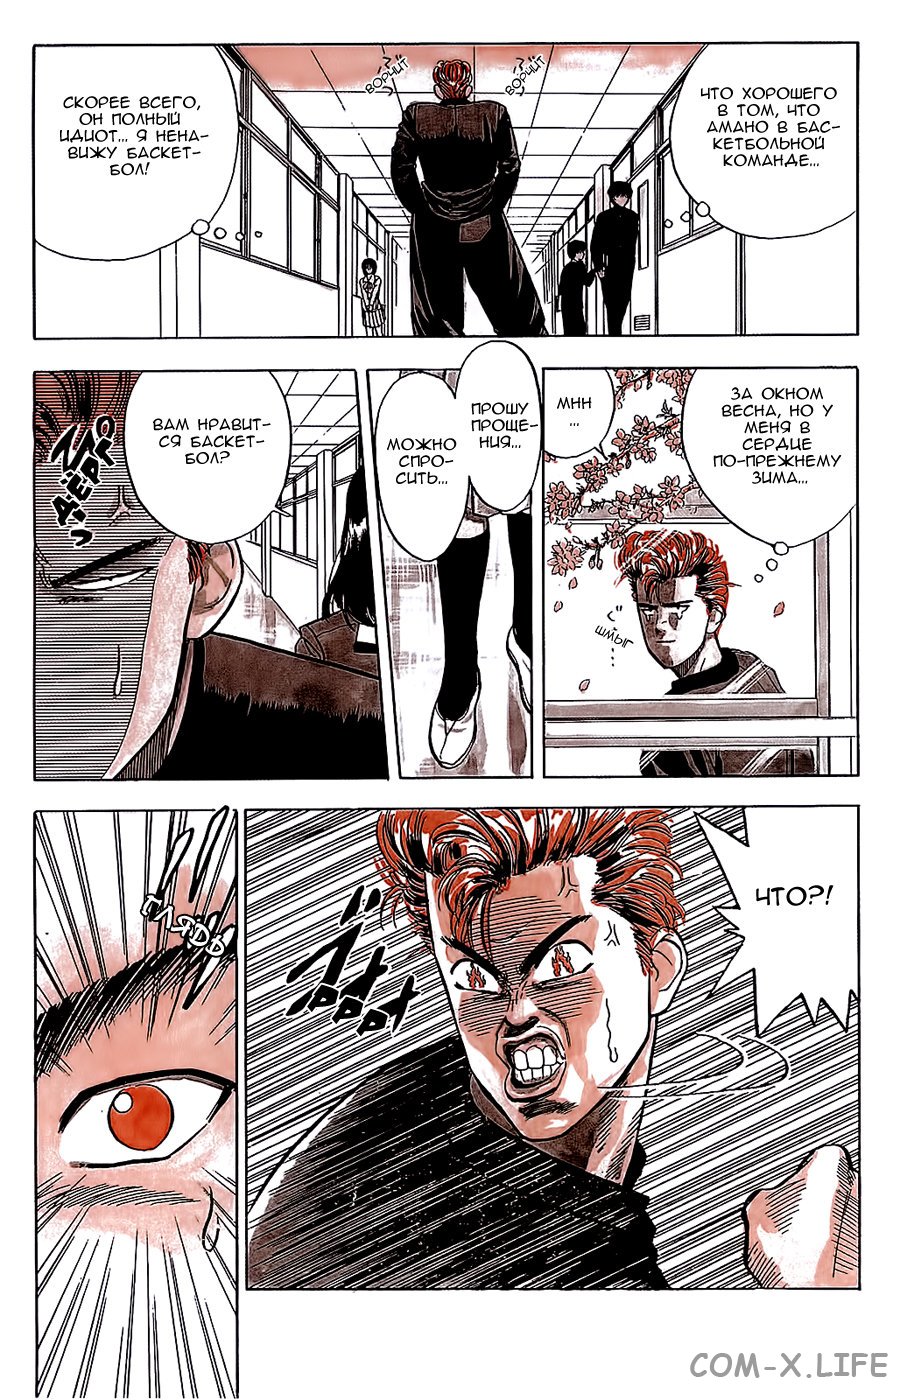 ЧТО ХОРОШЕГО
В ТОМ, ЧТО
АМАНО В БАС-
КЕТБОЛЬНОЙ
КОМАНДЕ...
ВОРЧИТ
ВОРЧИТ
СКОРЕЕ ВСЕГО,
ОН ПОЛНЫЙ
ИДИОТ... Я НЕНА-
ВИЖУ БАСКЕТ-
БОЛ!
ЗА ОКНОМ
ВЕСНА, НО У
МЕНЯ В
СЕРДЦЕ
ПО-ПРЕЖНЕМУ
ЗИМА...
МНН
...
ШМЫГ
...
ПРОШУ
ПРОЩЕ-
НИЯ...
МОЖНО
СПРО-
СИТЬ...
ВАМ НРАВИТ-
СЯ БАСКЕТ-
БОЛ?
ДЁРГ
ЧТО?!
ГЛЯДЬ
COM-X.LIFE